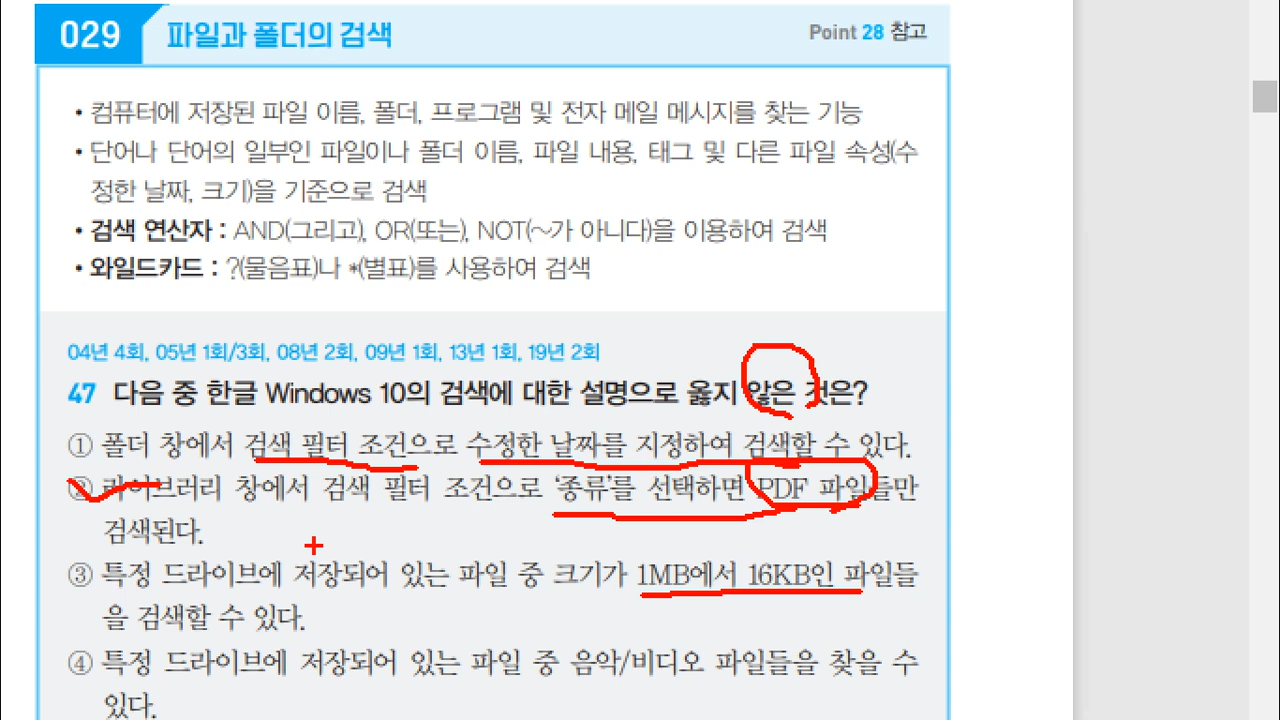 029 파일과 폴더의 검색 Point 28 참고
• 컴퓨터에 저장된 파일 이름, 폴더, 프로그램 및 전자 메일 메시지를 찾는 기능
• 단어나 단어의 일부인 파일이나 폴더 이름, 파일 내용, 태그 및 다른 파일 속성(수
정한 날짜, 크기)을 기준으로 검색
• 검색 연산자 : AND(그리고), OR(또는), NOT(~가 아니다)을 이용하여 검색
• 와일드카드 : ?(물음표)나 *(별표)를 사용하여 검색
04년 4회, 05년 1회/3회, 08년 2회, 09년 1회, 13년 1회, 19년 2회
47 다음 중 한글 Windows 10의 검색에 대한 설명으로 옳지 않은 것은?
① 폴더 창에서 검색 필터 조건으로 수정한 날짜를 지정하여 검색할 수 있다.
② 라이브러리 창에서 검색 필터 조건으로 '종류'를 선택하면 PDF 파일들만
검색된다.
③ 특정 드라이브에 저장되어 있는 파일 중 크기가 1MB에서 16KB인 파일들
을 검색할 수 있다.
④ 특정 드라이브에 저장되어 있는 파일 중 음악/비디오 파일들을 찾을 수
있다.